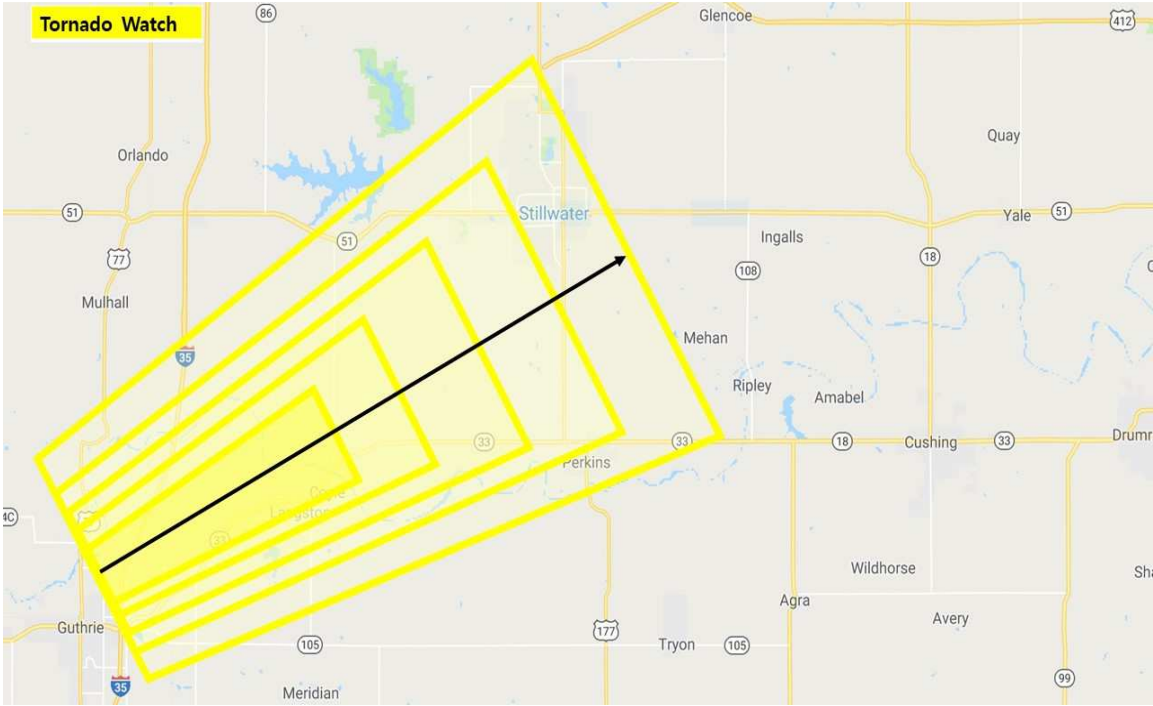 Tornado Watch
86
Glencoe
412
Orlando
Quay
51
Stillwater
Yale
51
51
77
Ingalls
18
108
Mulhall
35
Mehan
Ripley
Amabel
33
33
18
Cushing
33
Drumr
Perkins
Coyle
Langston
4C
33
Wildhorse
Sha
Agra
Avery
Guthrie
105
177
Tryon
105
99
35
Meridian